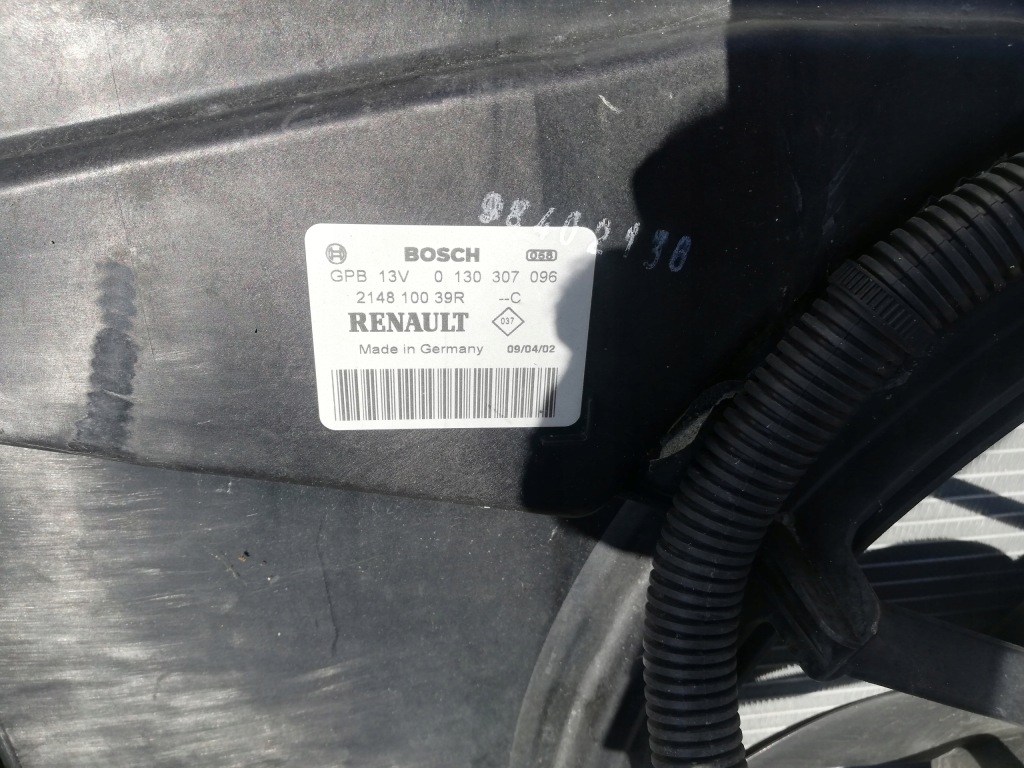 98402136
BOSCH 058
GPB 13V 0 130 307 096
2148 100 39R --C
RENAULT 037
Made in Germany 09/04/02